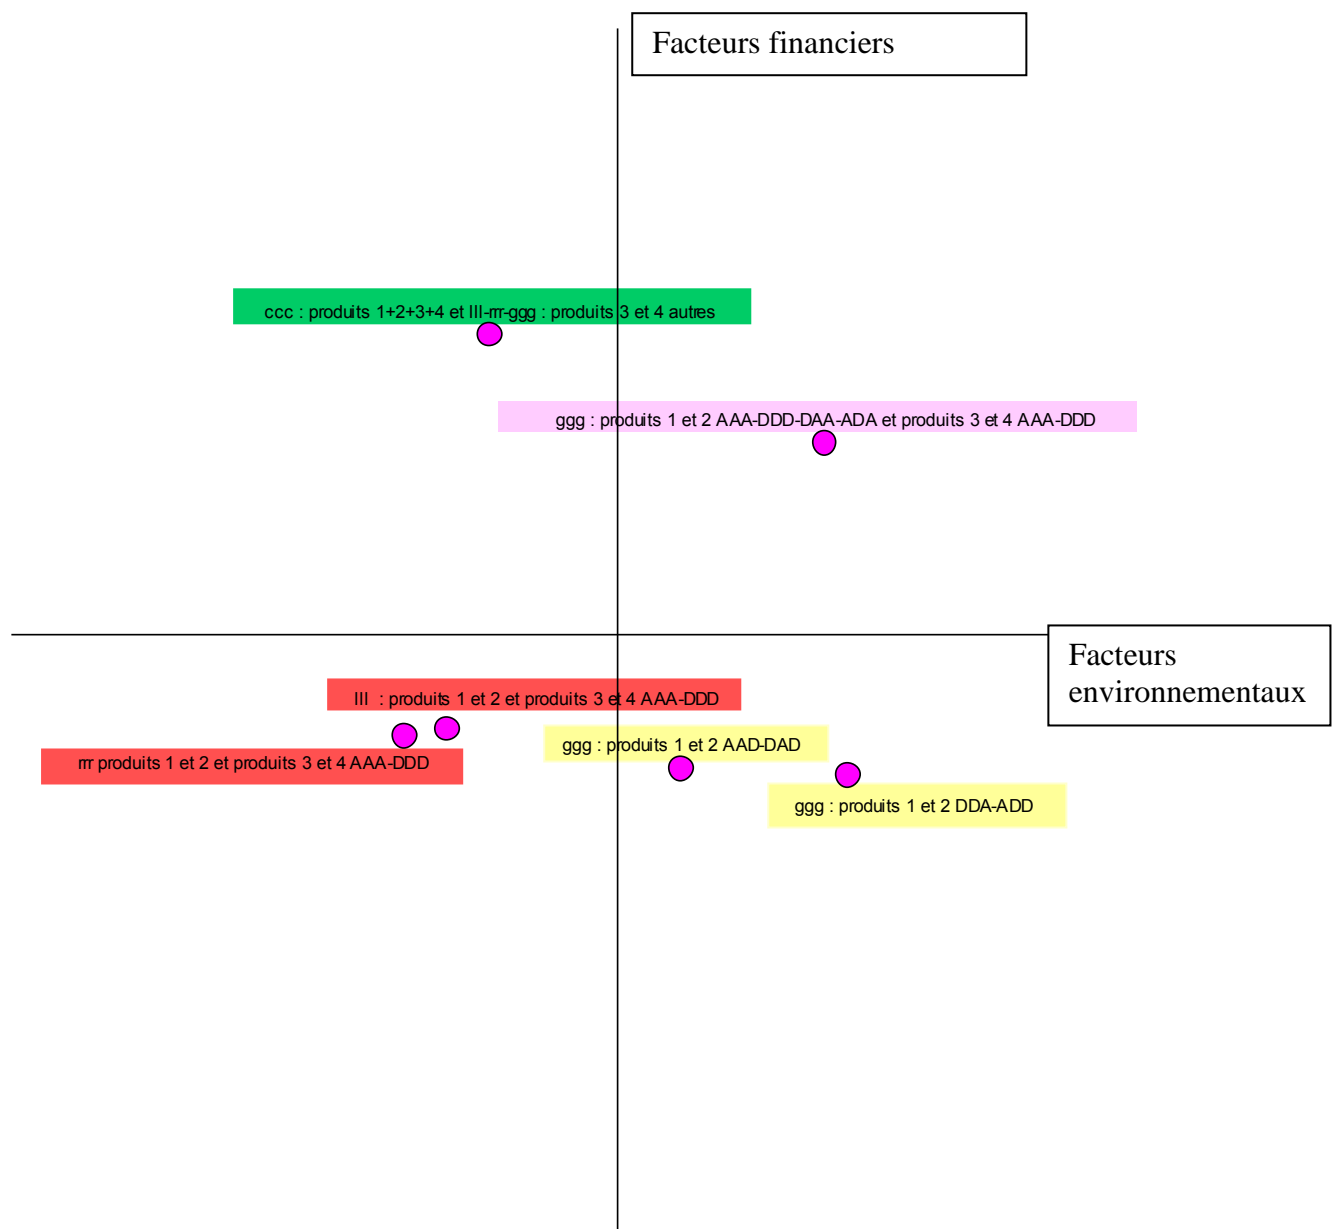 Facteurs financiers
ccc : produits 1+2+3+4 et lll-rrr-ggg : produits 3 et 4 autres
ggg : produits 1 et 2 AAA-DDD-DAA-ADA et produits 3 et 4 AAA-DDD
Facteurs
environnementaux
lll : produits 1 et 2 et produits 3 et 4 AAA-DDD
ggg : produits 1 et 2 AAD-DAD
rrr produits 1 et 2 et produits 3 et 4 AAA-DDD
ggg : produits 1 et 2 DDA-ADD